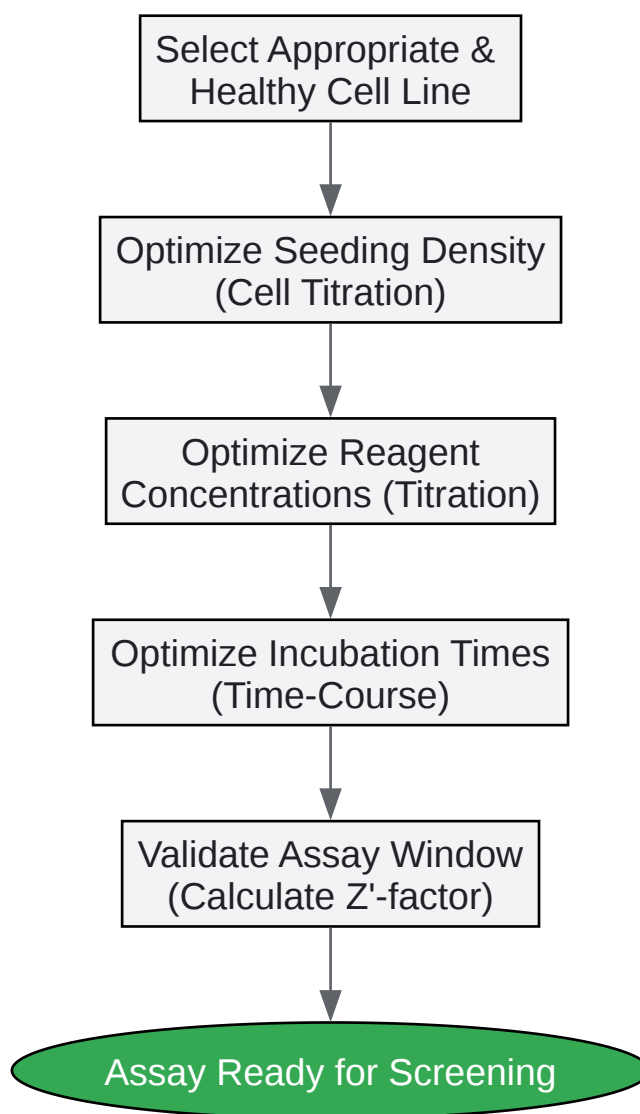 Select Appropriate &
Healthy Cell Line
Optimize Seeding Density
(Cell Titration)
Optimize Reagent
Concentrations (Titration)
Optimize Incubation Times
(Time-Course)
Validate Assay Window
(Calculate Z'-factor)
Assay Ready for Screening